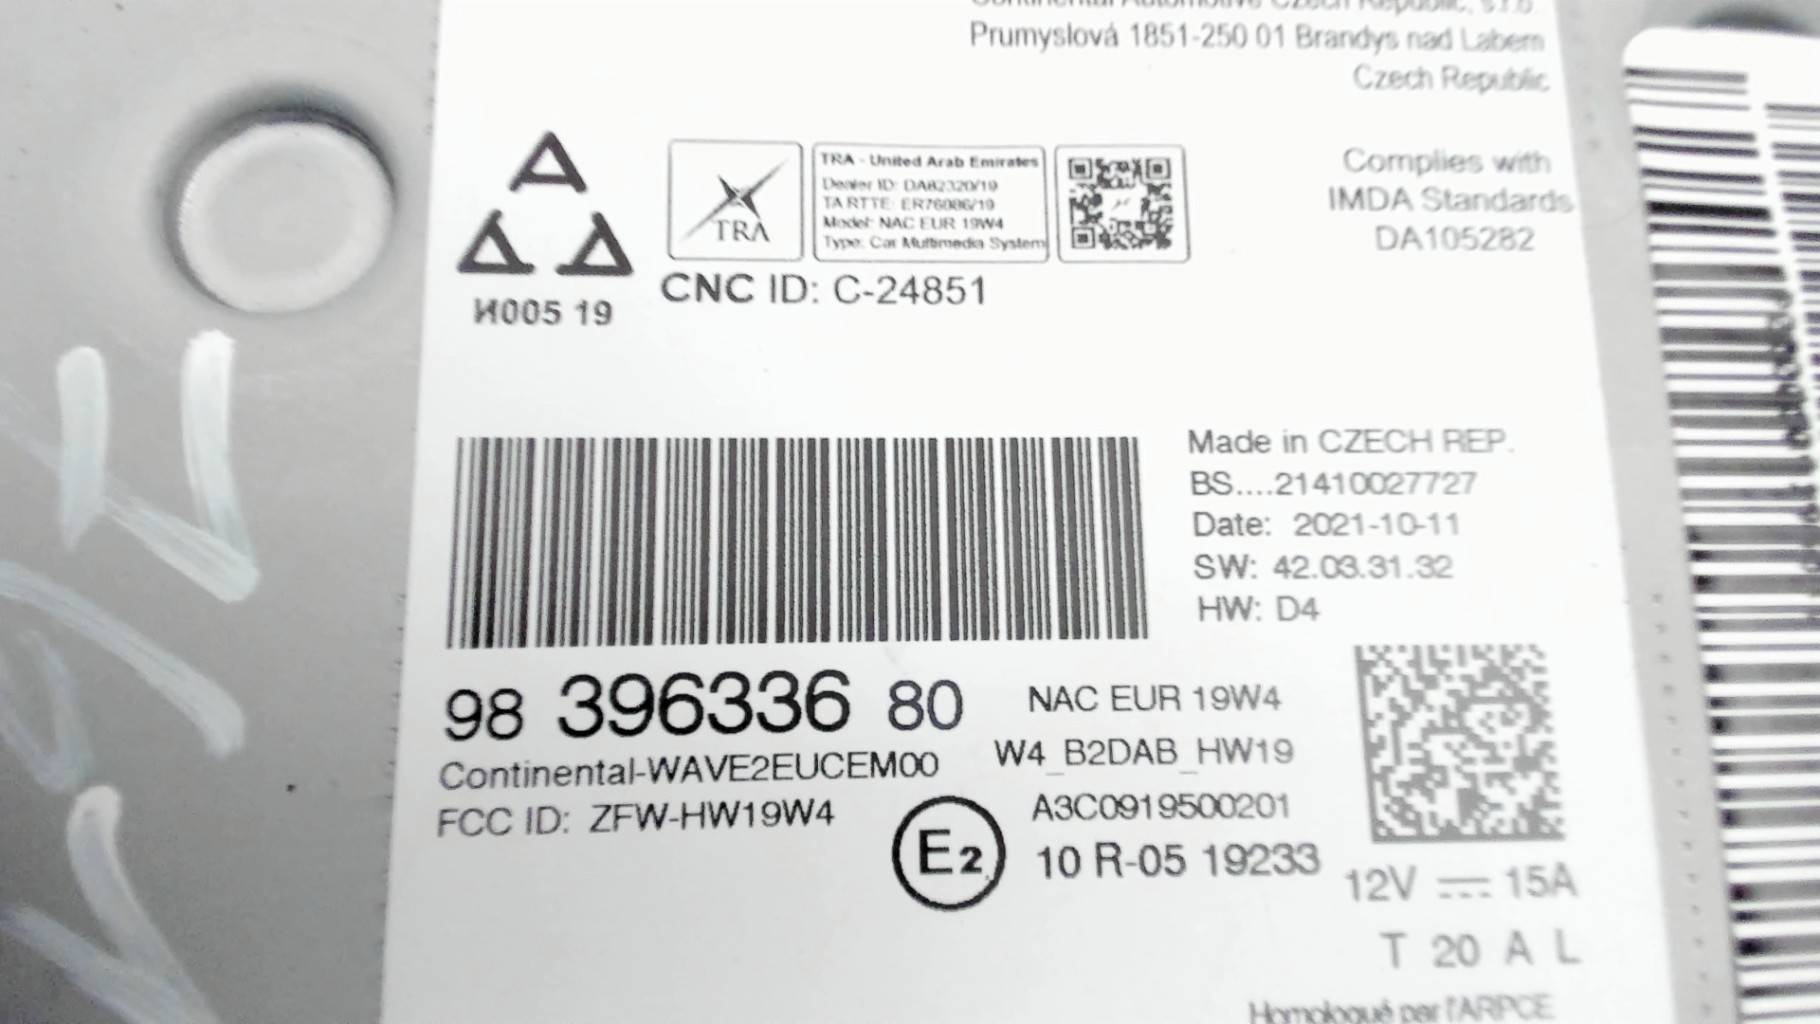 Continental Automotive Czech Republic, s.r.o.
Prumyslová 1851-250 01 Brandys nad Labem
Czech Republic
TRA
TRA - United Arab Emirates
Dealer ID: DA82320/19
TA RTTE: ER76086/19
Model: NAC EUR 19W4
Type: Car Multimedia System
Complies with
IMDA Standards
DA105282
И005 19
CNC ID: C-24851
Made in CZECH REP.
BS....21410027727
Date: 2021-10-11
SW: 42.03.31.32
HW: D4
98 396336 80
NAC EUR 19W4
Continental-WAVE2EUCEM00
W4_B2DAB_HW19
FCC ID: ZFW-HW19W4
A3C0919500201
E2
10 R-05 19233
12V ⎓ 15A
T 20 A L
Homologué par l'ARPCE